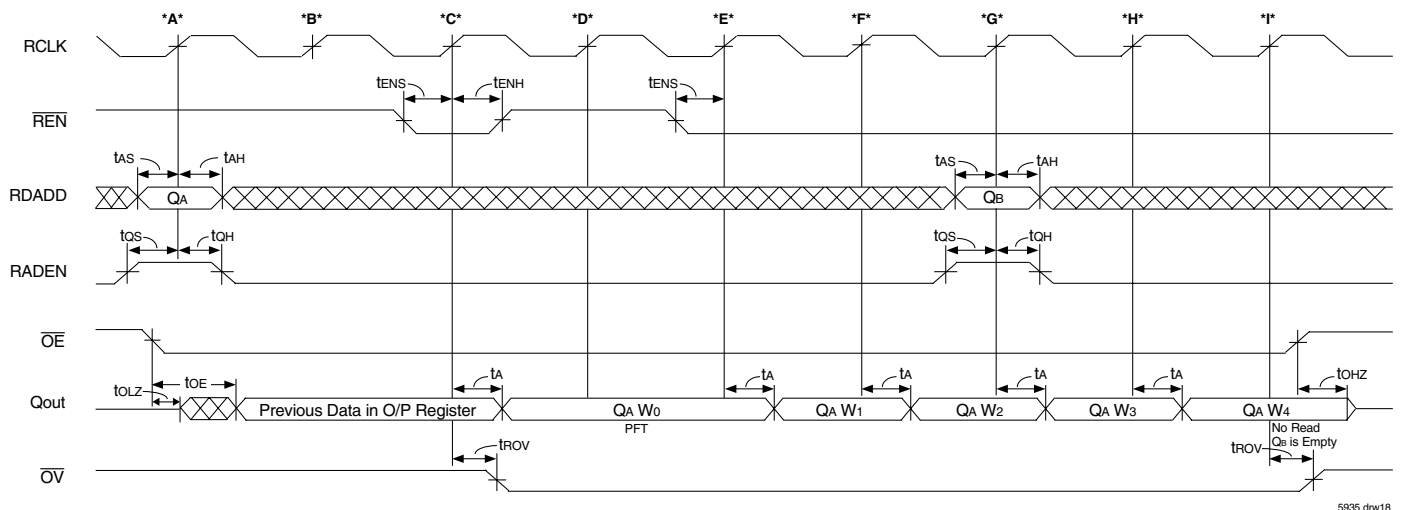 *A* *B* *C* *D* *E* *F* *G* *H* *I*
RCLK
tENS tENH tENS
REN
tAS tAH tAS tAH
RDADD QA QB
tQS tQH tQS tQH
RADEN
OE
tOLZ tOE tA tA tA tA tA tOHZ
Qout Previous Data in O/P Register QA W0 QA W1 QA W2 QA W3 QA W4
PFT No Read
QB is Empty
tROV tROV
OV
5935 drw18